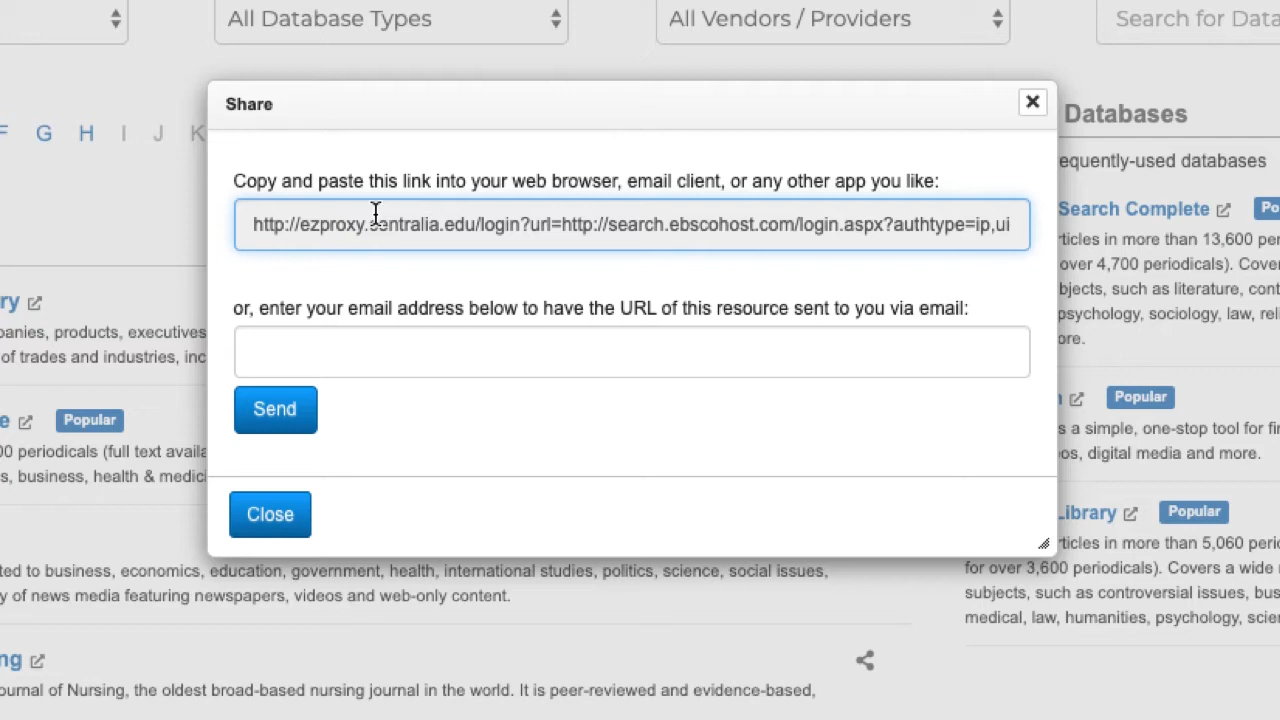 All Database Types
All Vendors / Providers
Search for Data
F G H I J K
Share
Copy and paste this link into your web browser, email client, or any other app you like:
http://ezproxy.centralia.edu/login?url=http://search.ebscohost.com/login.aspx?authtype=ip,ui
or, enter your email address below to have the URL of this resource sent to you via email:
Send
Close
ry
panies, products, executives
of trades and industries, inc
e Popular
00 periodicals (full text availa
s, business, health & medici
ted to business, economics, education, government, health, international studies, politics, science, social issues,
y of news media featuring newspapers, videos and web-only content.
ng
ournal of Nursing, the oldest broad-based nursing journal in the world. It is peer-reviewed and evidence-based,
Databases
equently-used databases
Search Complete Po
ticles in more than 13,600 per
over 4,700 periodicals). Cove
bjects, such as literature, cont
psychology, sociology, law, reli
ore.
Popular
s a simple, one-stop tool for fin
os, digital media and more.
Library Popular
ticles in more than 5,060 perio
for over 3,600 periodicals). Covers a wide r
subjects, such as controversial issues, bus
medical, law, humanities, psychology, scien